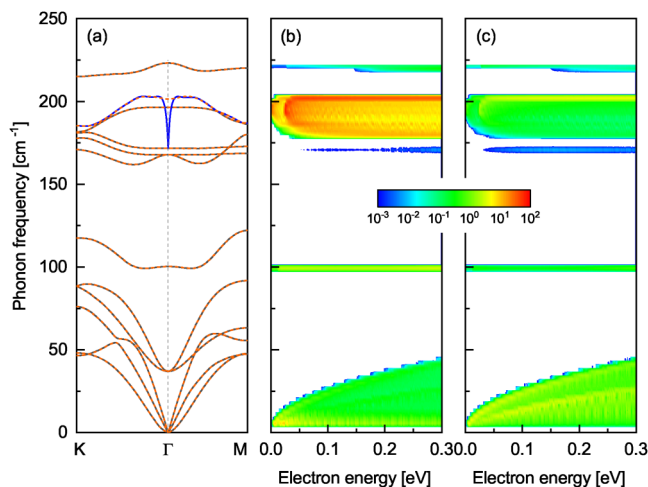 (a)
(b)
(c)
Phonon frequency [cm⁻¹]
250
200
150
100
50
0
K
Γ
M
10⁻³ 10⁻² 10⁻¹ 10⁰ 10¹ 10²
0.0 0.1 0.2 0.3
0.0 0.1 0.2 0.3
Electron energy [eV]
Electron energy [eV]